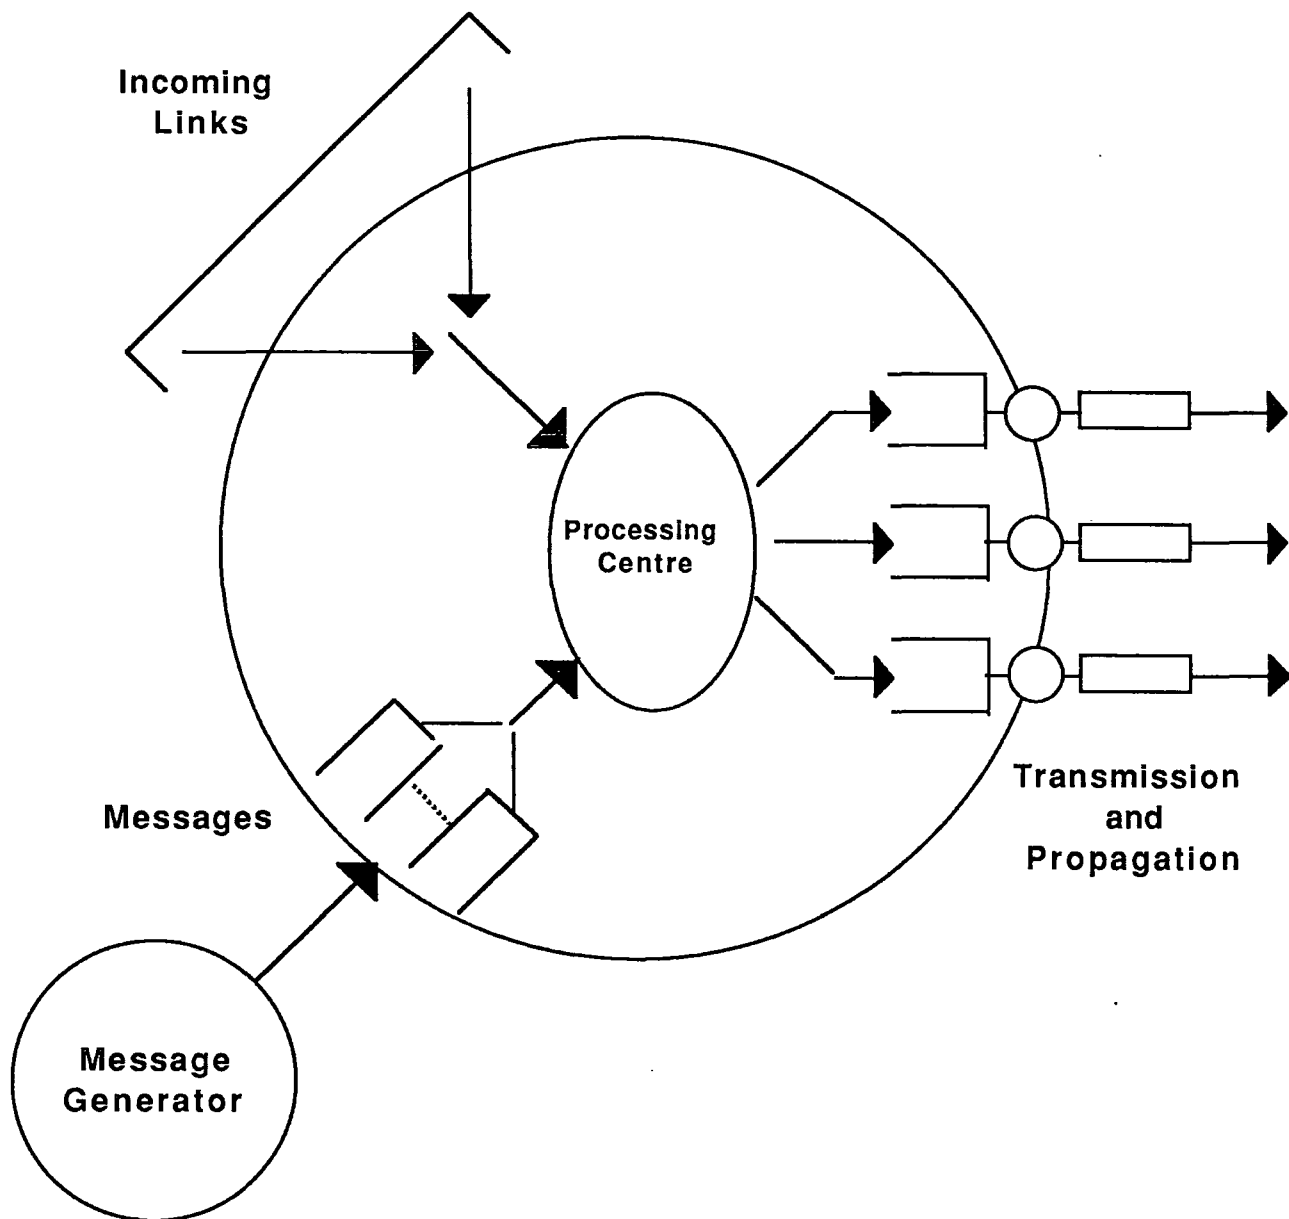 Incoming
Links
Processing
Centre
Messages
Transmission
and
Propagation
Message
Generator